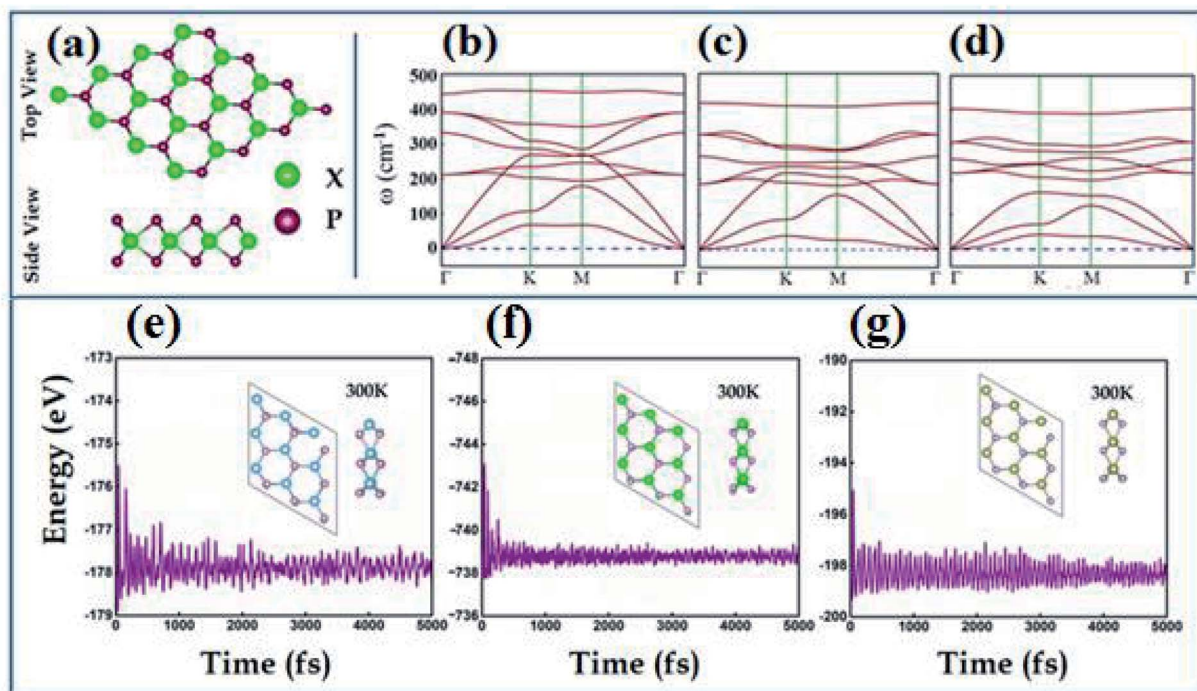 (a)
Top View
Side View
X
P
(b)
(c)
(d)
ω (cm⁻¹)
500
400
300
200
100
0
Γ K M Γ
Γ K M Γ
Γ K M Γ
(e)
(f)
(g)
Energy (eV)
-173
-174
-175
-176
-177
-178
-179
300K
0 1000 2000 3000 4000 5000
Time (fs)
-748
-746
-744
-742
-740
-738
-736
300K
0 1000 2000 3000 4000 5000
Time (fs)
-190
-192
-194
-196
-198
-200
300K
0 1000 2000 3000 4000 5000
Time (fs)